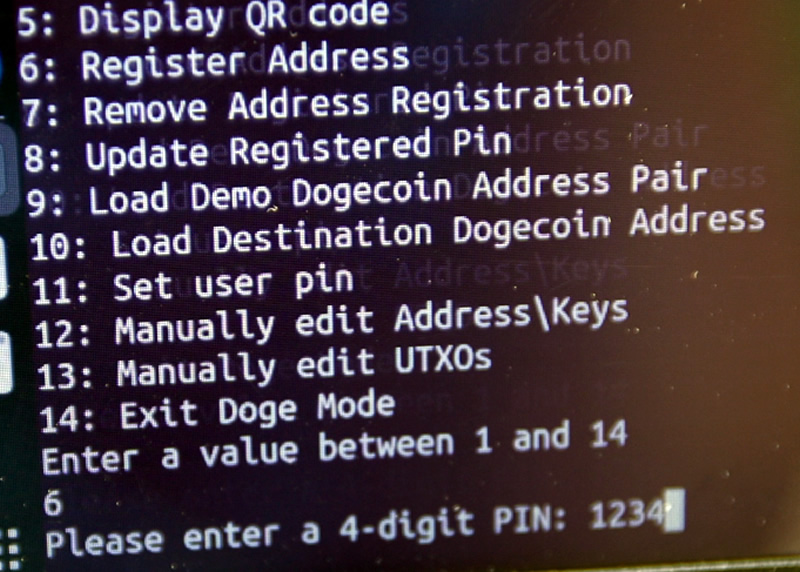 5: Display QR code
6: Register Address
7: Remove Address Registration
8: Update Registered Pin
9: Load Demo Dogecoin Address Pair
10: Load Destination Dogecoin Address
11: Set user pin
12: Manually edit Address\Keys
13: Manually edit UTXOs
14: Exit Doge Mode
Enter a value between 1 and 14
6
Please enter a 4-digit PIN: 1234